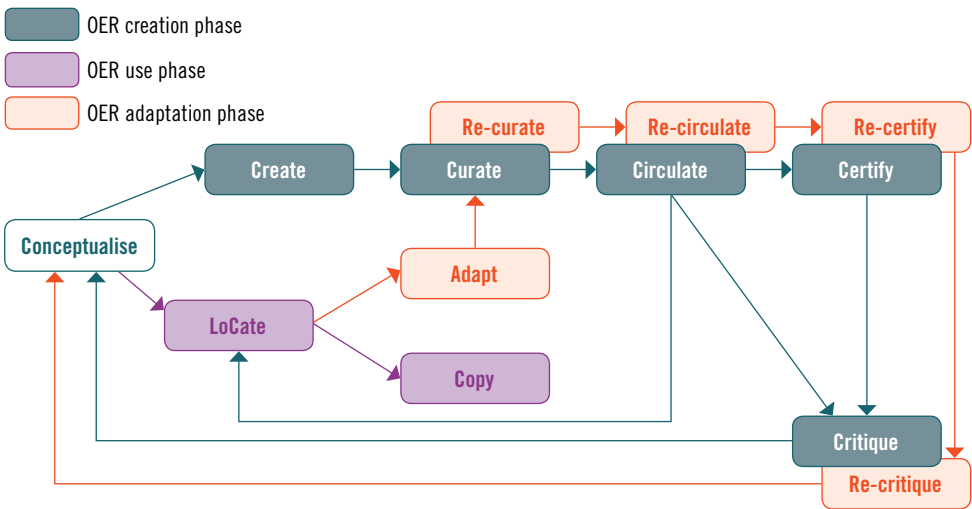 OER creation phase
OER use phase
OER adaptation phase
Re-curate
Re-circulate
Re-certify
Create
Curate
Circulate
Certify
Conceptualise
Adapt
LoCate
Copy
Critique
Re-critique